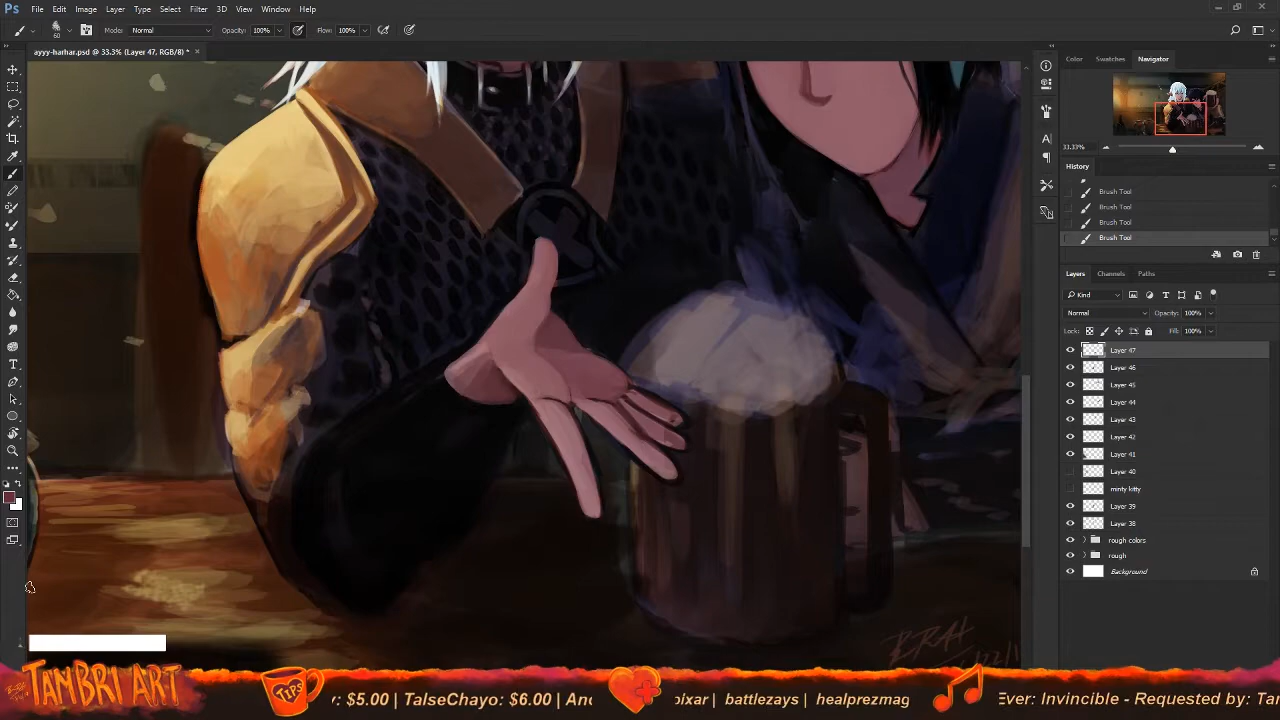 Ps File Edit Image Layer Type Select Filter 3D View Window Help
60 Mode: Normal Opacity: 100% Flow: 100%
ayyy-harhar.psd @ 33.3% (Layer 47, RGB/8) * ×
Color Swatches Navigator
33.33%
History
Brush Tool
Brush Tool
Brush Tool
Brush Tool
Layers Channels Paths
Kind
Normal Opacity: 100%
Lock: Fill: 100%
Layer 47
Layer 46
Layer 45
Layer 44
Layer 43
Layer 42
Layer 41
Layer 40
minty kitty
Layer 39
Layer 38
rough colors
rough
Background
TAMBRI ART TIPS r: $5.00 | TalseChayo: $6.00 | pixar | battlezays | healprezmag Ever: Invincible - Requested by: